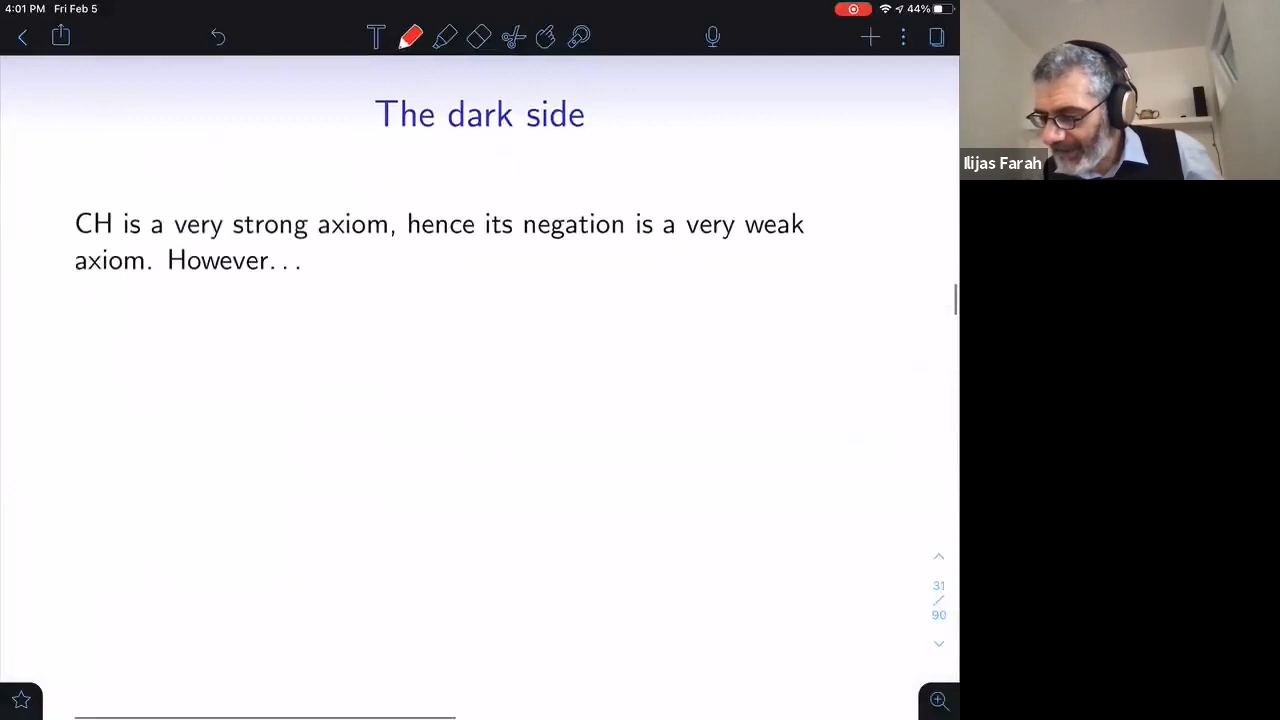 4:01 PM Fri Feb 5
44%
T
The dark side
Ilijas Farah
CH is a very strong axiom, hence its negation is a very weak
axiom. However...
31
/
90